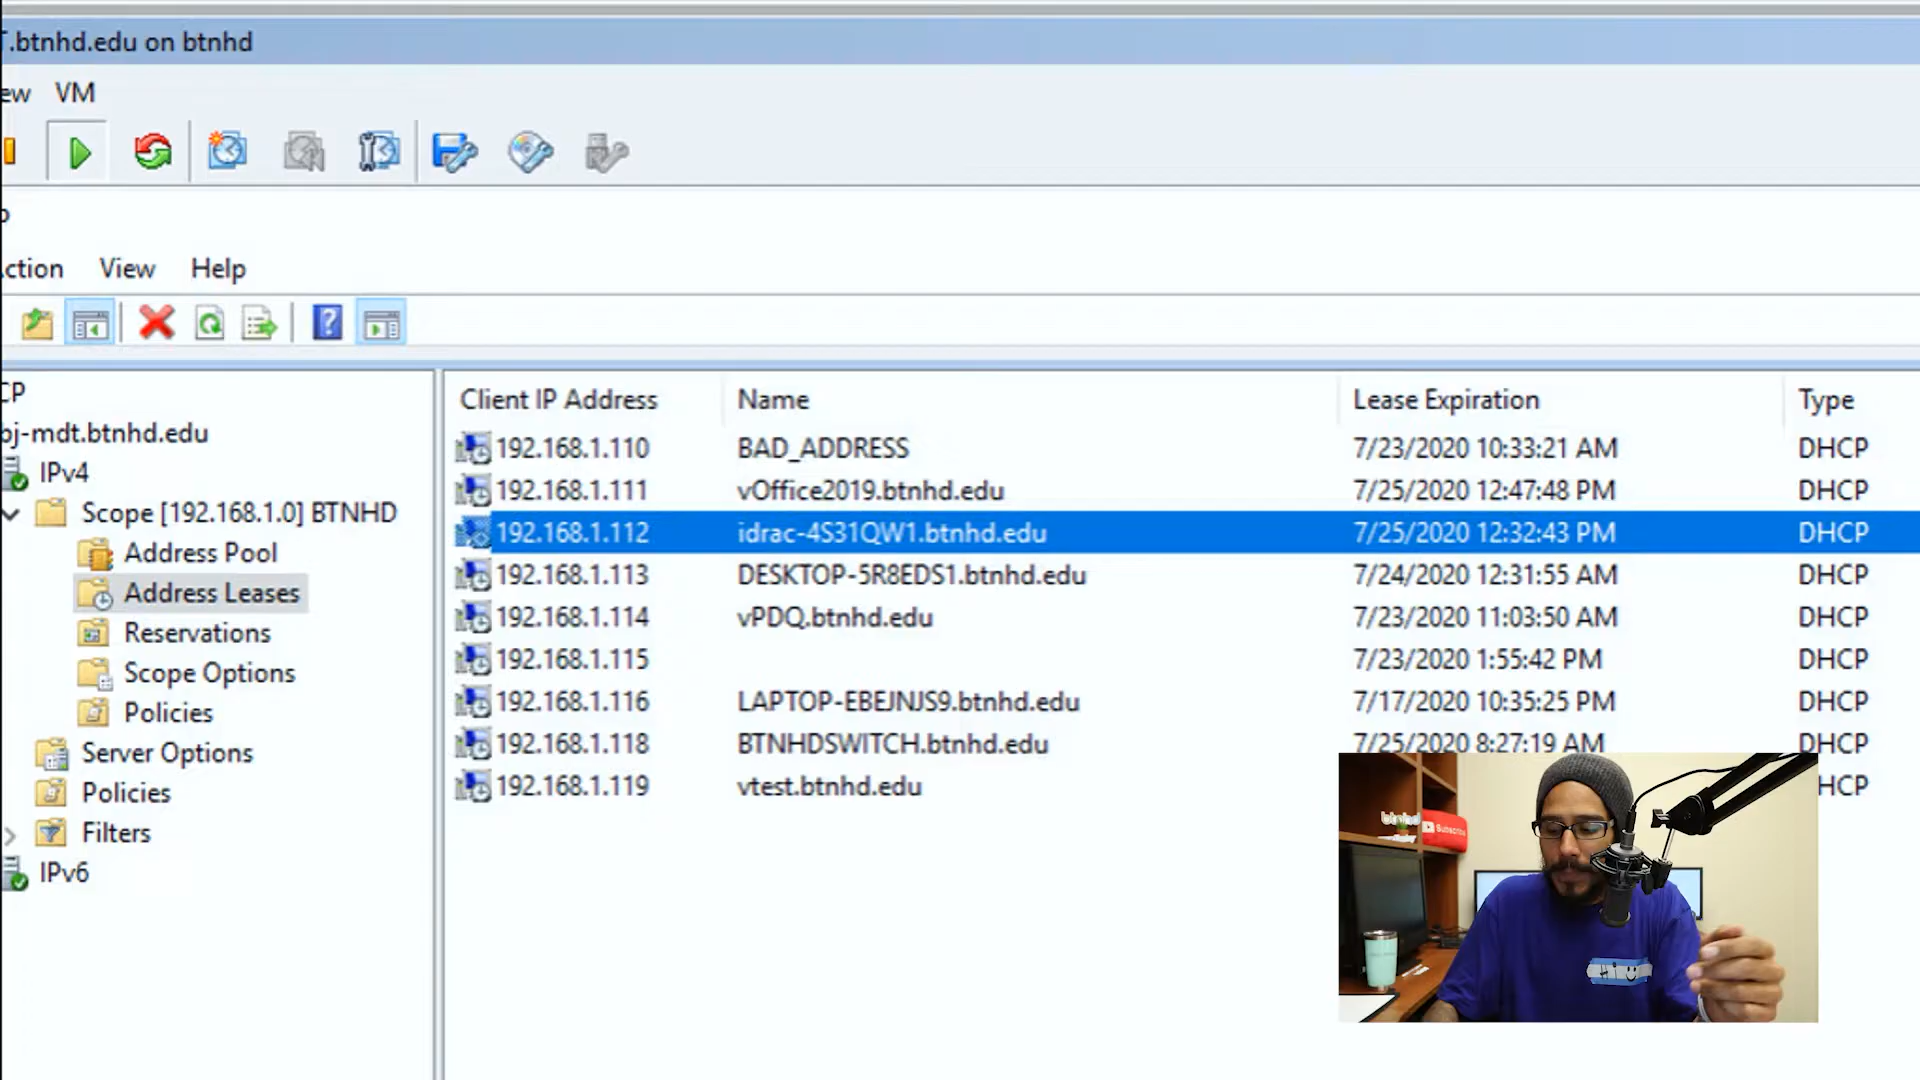 T.btnhd.edu on btnhd
ew VM
p
ction View Help
Client IP Address Name Lease Expiration Type
CP
bj-mdt.btnhd.edu
IPv4
Scope [192.168.1.0] BTNHD
Address Pool
Address Leases
Reservations
Scope Options
Policies
Server Options
Policies
Filters
IPv6
192.168.1.110 BAD_ADDRESS 7/23/2020 10:33:21 AM DHCP
192.168.1.111 vOffice2019.btnhd.edu 7/25/2020 12:47:48 PM DHCP
192.168.1.112 idrac-4S31QW1.btnhd.edu 7/25/2020 12:32:43 PM DHCP
192.168.1.113 DESKTOP-5R8EDS1.btnhd.edu 7/24/2020 12:31:55 AM DHCP
192.168.1.114 vPDQ.btnhd.edu 7/23/2020 11:03:50 AM DHCP
192.168.1.115 7/23/2020 1:55:42 PM DHCP
192.168.1.116 LAPTOP-EBEJNJS9.btnhd.edu 7/17/2020 10:35:25 PM DHCP
192.168.1.118 BTNHDSWITCH.btnhd.edu 7/25/2020 8:27:19 AM DHCP
192.168.1.119 vtest.btnhd.edu HCP
btnhd
Subscribe